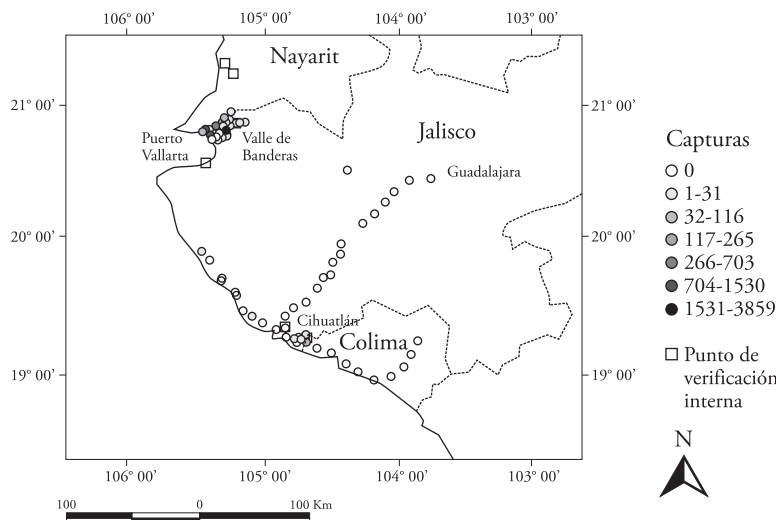 106° 00’ 105° 00’ 104° 00’ 103° 00’
Nayarit
21° 00’ 21° 00’
Puerto
Vallarta
Valle de
Banderas
Jalisco
Guadalajara
20° 00’ 20° 00’
Cihuatlán
Colima
19° 00’ 19° 00’
106° 00’ 105° 00’ 104° 00’ 103° 00’
100 0 100 Km
Capturas
0
1-31
32-116
117-265
266-703
704-1530
1531-3859
Punto de
verificación
interna
N